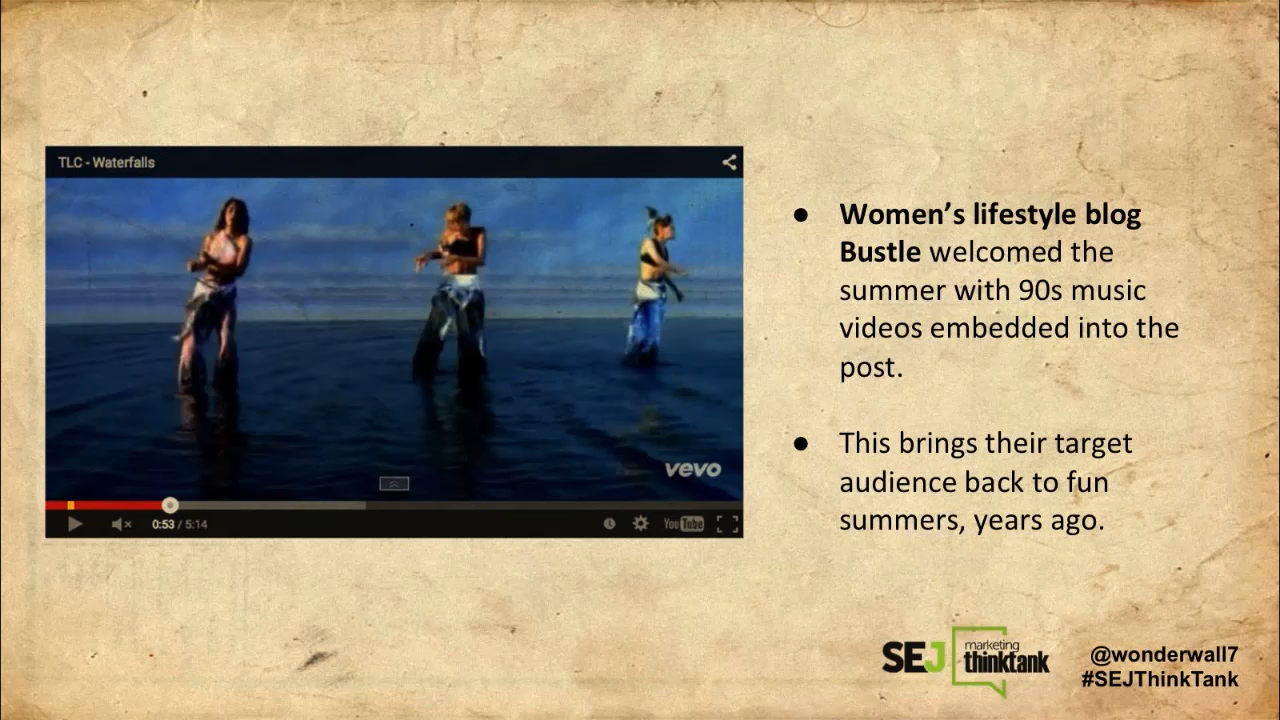 TLC - Waterfalls
vevo
0:53 / 5:14
YouTube
● Women’s lifestyle blog
Bustle welcomed the
summer with 90s music
videos embedded into the
post.
● This brings their target
audience back to fun
summers, years ago.
SEJ marketing
thinktank
@wonderwall7
#SEJThinkTank